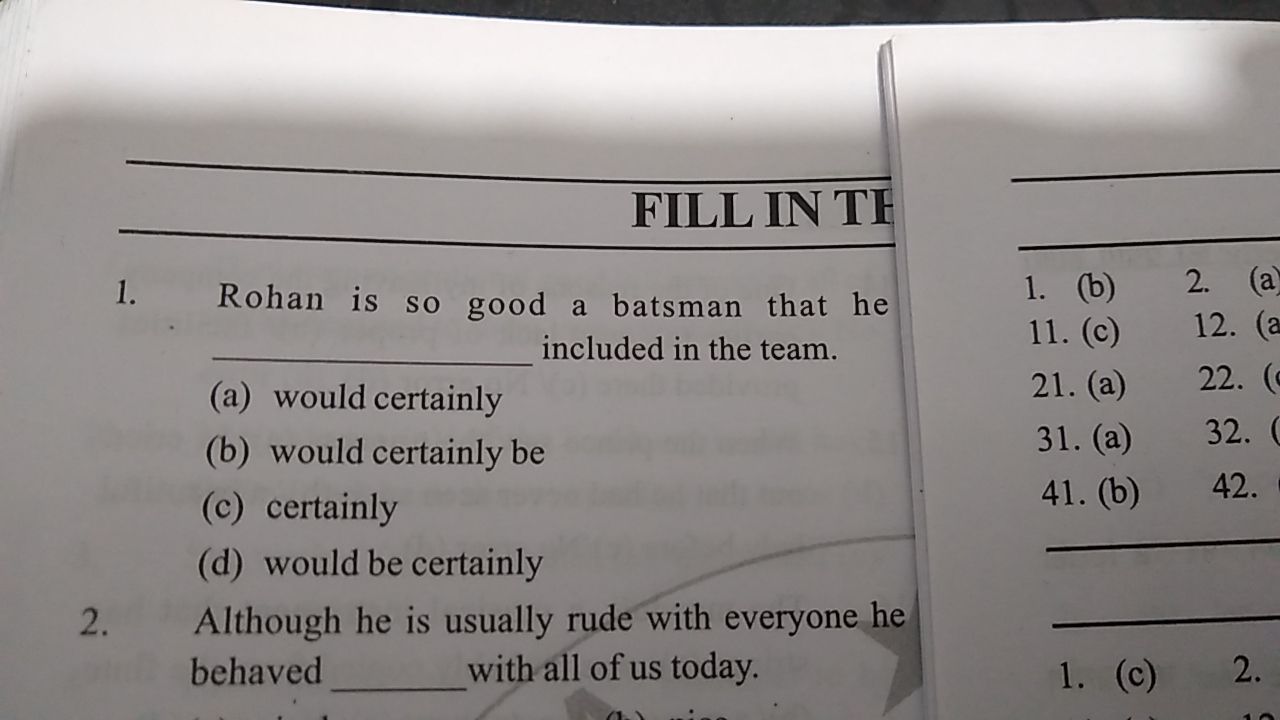 FILL IN
1. Rohan is so good a batsman that he
__________ included in the team.
(a) would certainly
(b) would certainly be
(c) certainly
(d) would be certainly
2. Although he is usually rude with everyone he
behaved ______ with all of us today.
1. (b) 2. (a)
11. (c) 12. (a
21. (a) 22. (
31. (a) 32. (
41. (b) 42.
1. (c) 2.